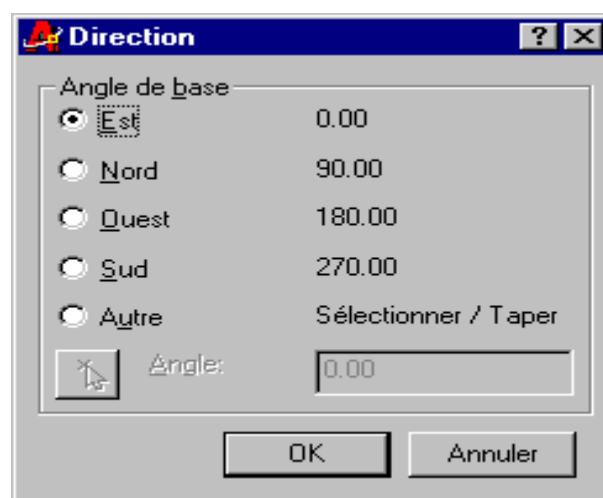 Direction
Angle de base
Est 0.00
Nord 90.00
Ouest 180.00
Sud 270.00
Autre Sélectionner / Taper
Angle: 0.00
OK Annuler